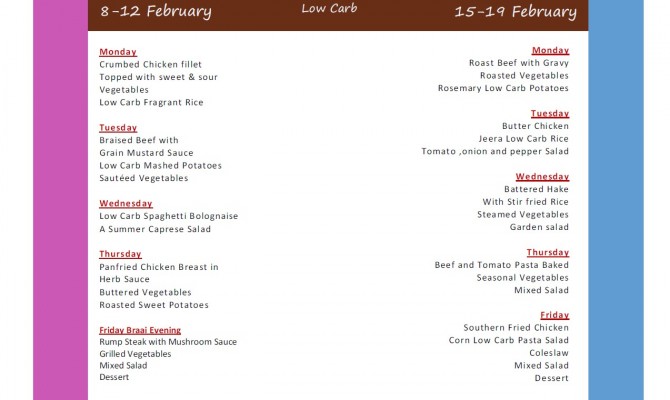 8-12 February
Low Carb
15-19 February
Monday
Crumbed Chicken fillet
Topped with sweet & sour
Vegetables
Low Carb Fragrant Rice
Tuesday
Braised Beef with
Grain Mustard Sauce
Low Carb Mashed Potatoes
Sautéed Vegetables
Wednesday
Low Carb Spaghetti Bolognaise
A Summer Caprese Salad
Thursday
Panfried Chicken Breast in
Herb Sauce
Buttered Vegetables
Roasted Sweet Potatoes
Friday Braai Evening
Rump Steak with Mushroom Sauce
Grilled Vegetables
Mixed Salad
Dessert
Monday
Roast Beef with Gravy
Roasted Vegetables
Rosemary Low Carb Potatoes
Tuesday
Butter Chicken
Jeera Low Carb Rice
Tomato ,onion and pepper Salad
Wednesday
Battered Hake
With Stir fried Rice
Steamed Vegetables
Garden salad
Thursday
Beef and Tomato Pasta Baked
Seasonal Vegetables
Mixed Salad
Friday
Southern Fried Chicken
Corn Low Carb Pasta Salad
Coleslaw
Mixed Salad
Dessert